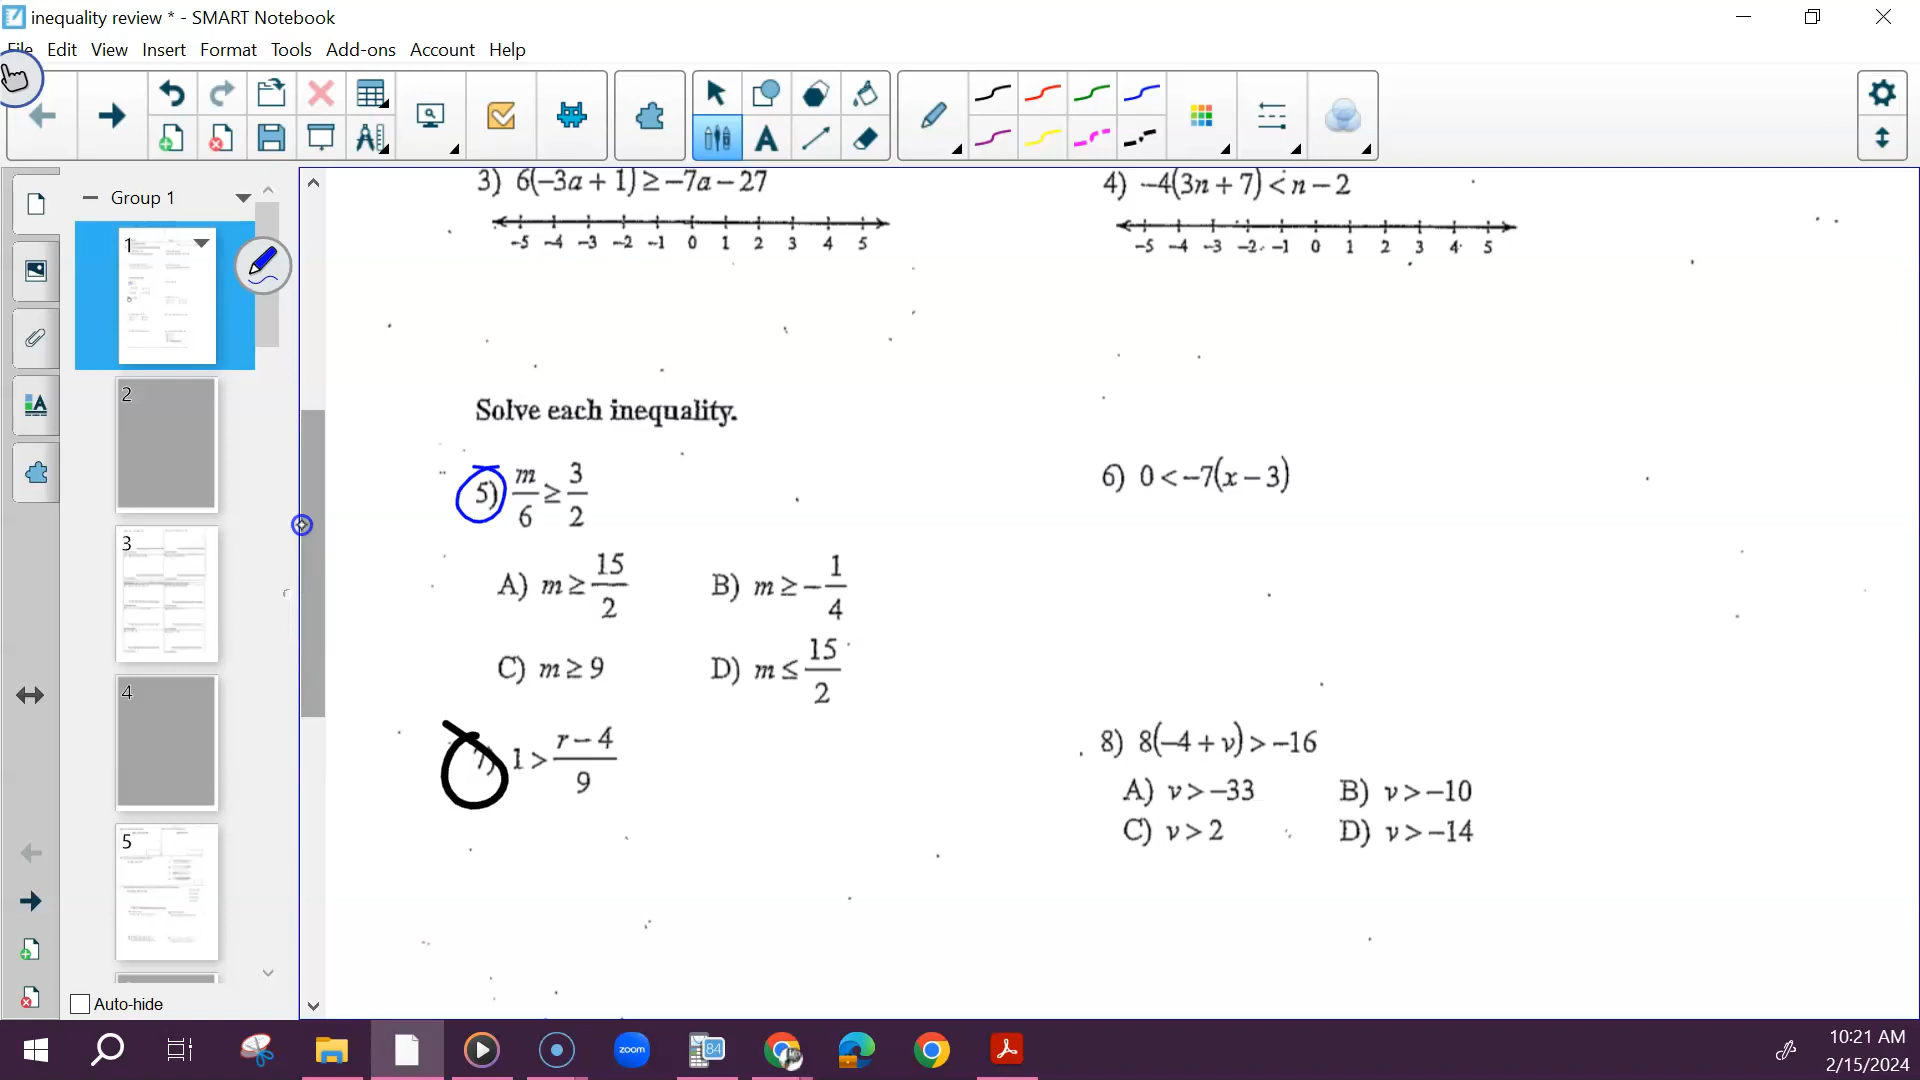 inequality review * - SMART Notebook
File Edit View Insert Format Tools Add-ons Account Help
Group 1
1
2
3
4
5
Auto-hide
3) 6(−3a + 1) ≥ −7a − 27
−5 −4 −3 −2 −1 0 1 2 3 4 5
4) −4(3n + 7) < n − 2
−5 −4 −3 −2 −1 0 1 2 3 4 5
Solve each inequality.
5) m/6 ≥ 3/2
A) m ≥ 15/2 B) m ≥ −1/4
C) m ≥ 9 D) m ≤ 15/2
6) 0 < −7(x − 3)
7) 1 > (r − 4)/9
8) 8(−4 + v) > −16
A) v > −33 B) v > −10
C) v > 2 D) v > −14
zoom
84
10:21 AM
2/15/2024